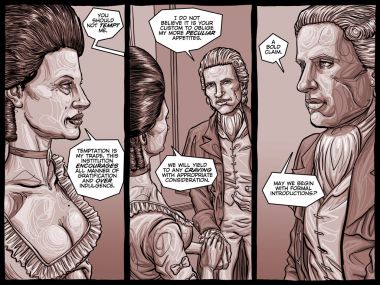 YOU
SHOULD
NOT TEMPT
ME.
TEMPTATION IS
MY TRADE. THIS
INSTITUTION
ENCOURAGES
ALL MANNER OF
GRATIFICATION
AND OVER
INDULGENCE.
I DO NOT
BELIEVE IT IS YOUR
CUSTOM TO OBLIGE
MY MORE PECULIAR
APPETITES.
WE WILL YIELD
TO ANY CRAVING
WITH APPROPRIATE
CONSIDERATION.
A
BOLD
CLAIM.
MAY WE BEGIN
WITH FORMAL
INTRODUCTIONS?